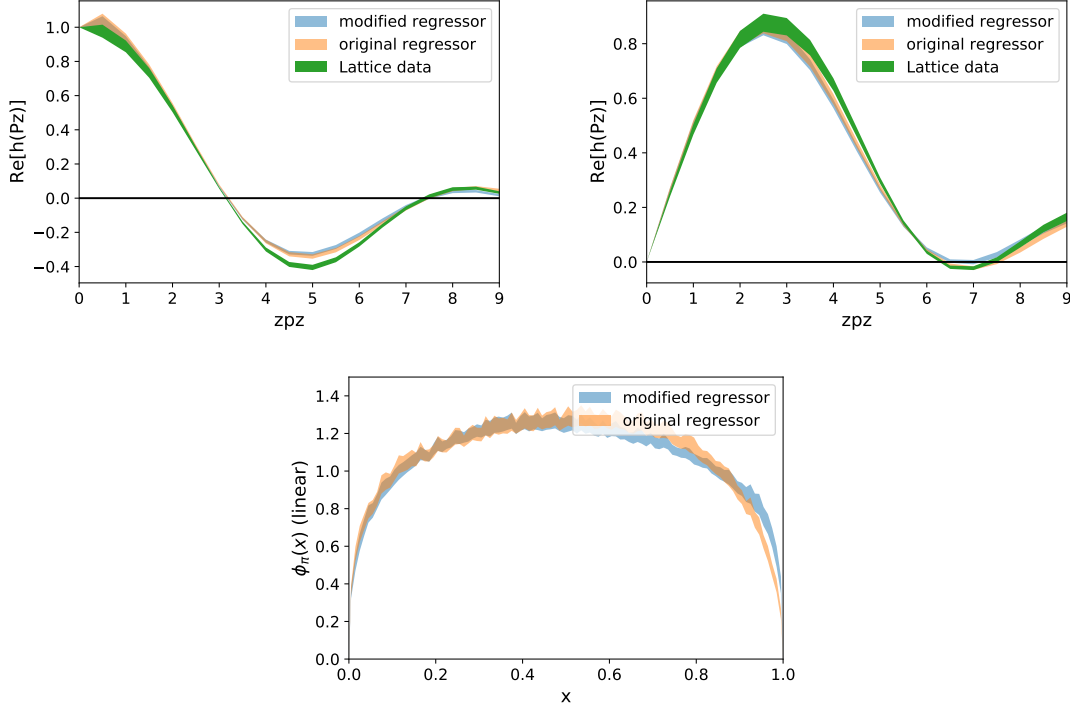 Re[h(Pz)]
1.0
0.8
0.6
0.4
0.2
0.0
−0.2
−0.4
0 1 2 3 4 5 6 7 8 9
zpz
modified regressor
original regressor
Lattice data
Re[h(Pz)]
0.8
0.6
0.4
0.2
0.0
0 1 2 3 4 5 6 7 8 9
zpz
modified regressor
original regressor
Lattice data
ϕπ(x) (linear)
1.4
1.2
1.0
0.8
0.6
0.4
0.2
0.0
0.0 0.2 0.4 0.6 0.8 1.0
x
modified regressor
original regressor